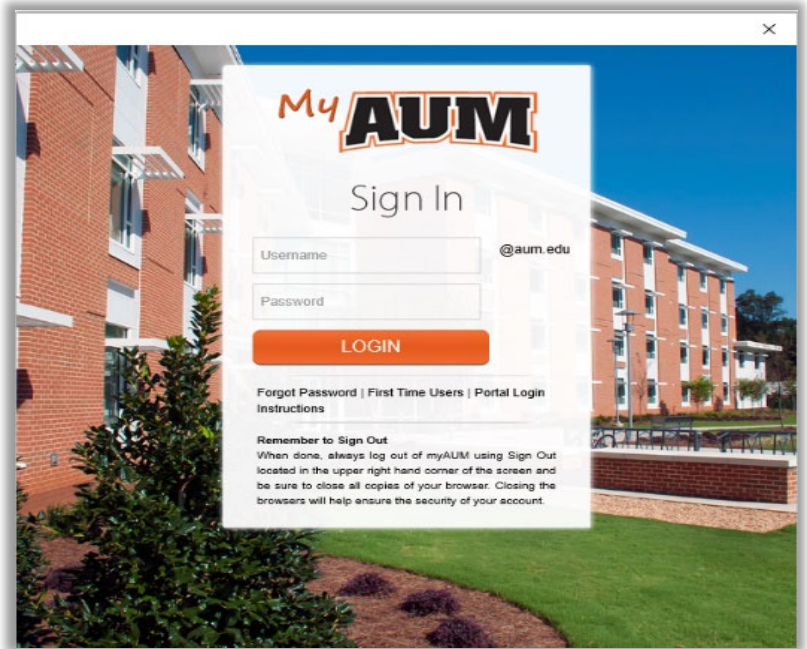 My AUM
Sign In
Username
@aum.edu
Password
LOGIN
Forgot Password | First Time Users | Portal Login
Instructions
Remember to Sign Out
When done, always log out of myAUM using Sign Out
located in the upper right hand corner of the screen and
be sure to close all copies of your browser. Closing the
browsers will help ensure the security of your account.